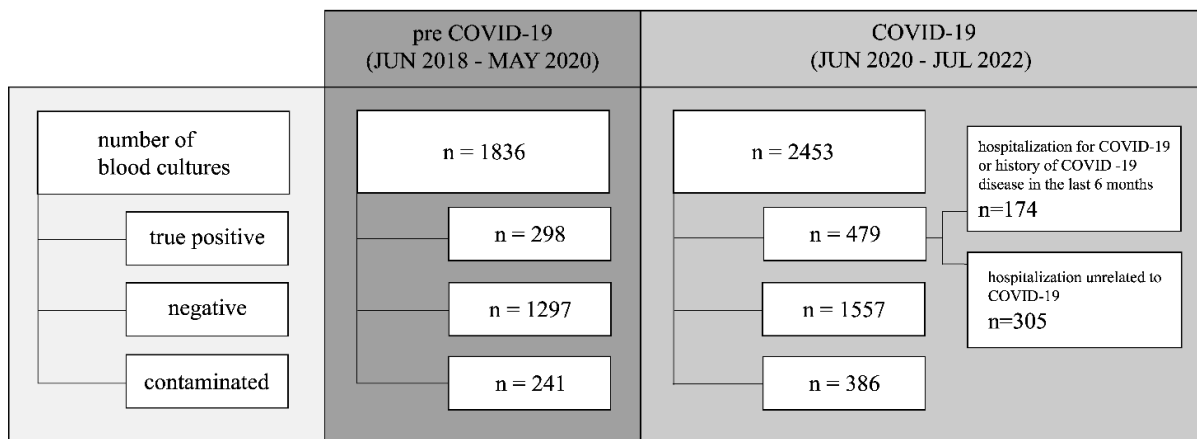 pre COVID-19
(JUN 2018 - MAY 2020)
COVID-19
(JUN 2020 - JUL 2022)
number of
blood cultures
n = 1836
n = 2453
hospitalization for COVID-19
or history of COVID -19
disease in the last 6 months
n=174
true positive
n = 298
n = 479
hospitalization unrelated to
COVID-19
n=305
negative
n = 1297
n = 1557
contaminated
n = 241
n = 386